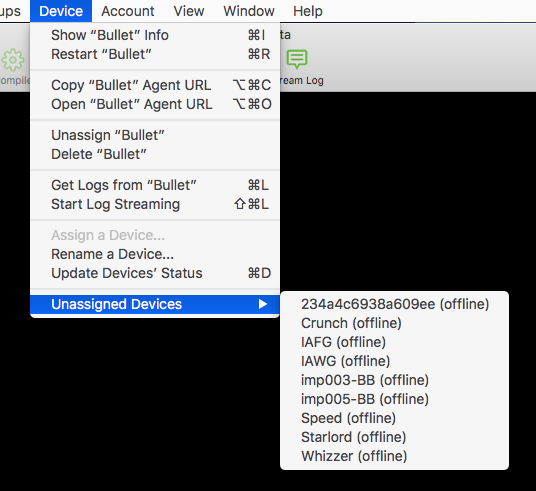 ups Device Account View Window Help
ta
ompile
ream Log
Show “Bullet” Info ⌘I
Restart “Bullet” ⌘R
Copy “Bullet” Agent URL ⌥⌘C
Open “Bullet” Agent URL ⌥⌘O
Unassign “Bullet”
Delete “Bullet”
Get Logs from “Bullet” ⌘L
Start Log Streaming ⇧⌘L
Assign a Device...
Rename a Device...
Update Devices’ Status ⌘D
Unassigned Devices ▶
234a4c6938a609ee (offline)
Crunch (offline)
IAFG (offline)
IAWG (offline)
imp003-BB (offline)
imp005-BB (offline)
Speed (offline)
Starlord (offline)
Whizzer (offline)